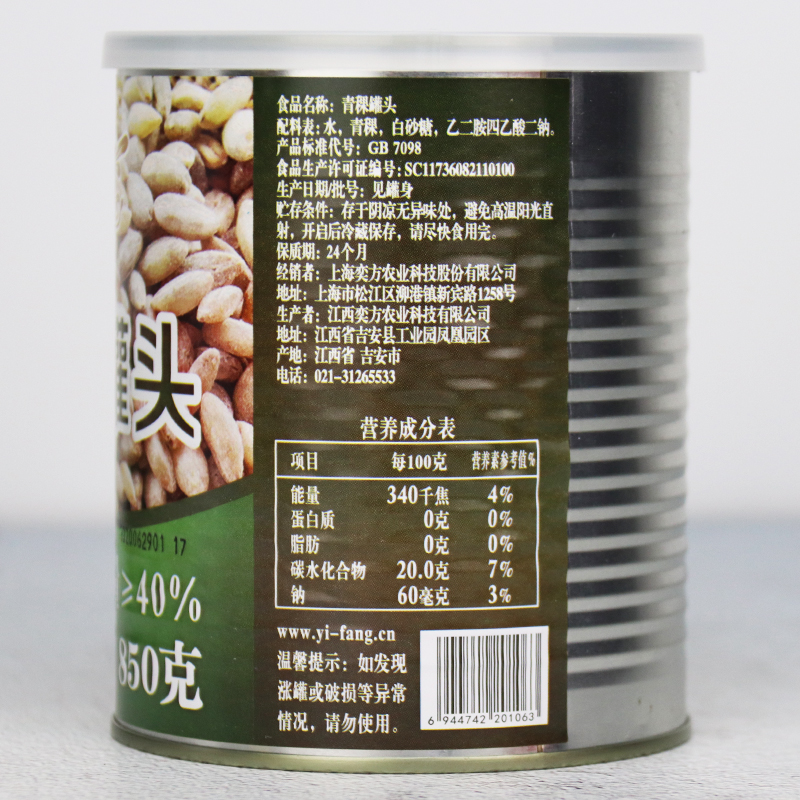 食品名称：青稞罐头
配料表：水，青稞，白砂糖，乙二胺四乙酸二钠。
产品标准代号：GB 7098
食品生产许可证编号：SC11736082110100
生产日期/批号：见罐身
贮存条件：存于阴凉无异味处，避免高温阳光直
射，开启后冷藏保存，请尽快食用完。
保质期：24个月
经销者：上海奕方农业科技股份有限公司
地址：上海市松江区泖港镇新宾路1258号
生产者：江西奕方农业科技有限公司
地址：江西省吉安县工业园凤凰园区
产地：江西省 吉安市
电话：021-31265533
罐头
营养成分表
项目 每100克 营养素参考值%
能量 340千焦 4%
蛋白质 0克 0%
脂肪 0克 0%
碳水化合物 20.0克 7%
钠 60毫克 3%
0062901 17
≥40%
850克
www.yi-fang.cn
温馨提示：如发现
涨罐或破损等异常
情况，请勿使用。
6 944742 201063